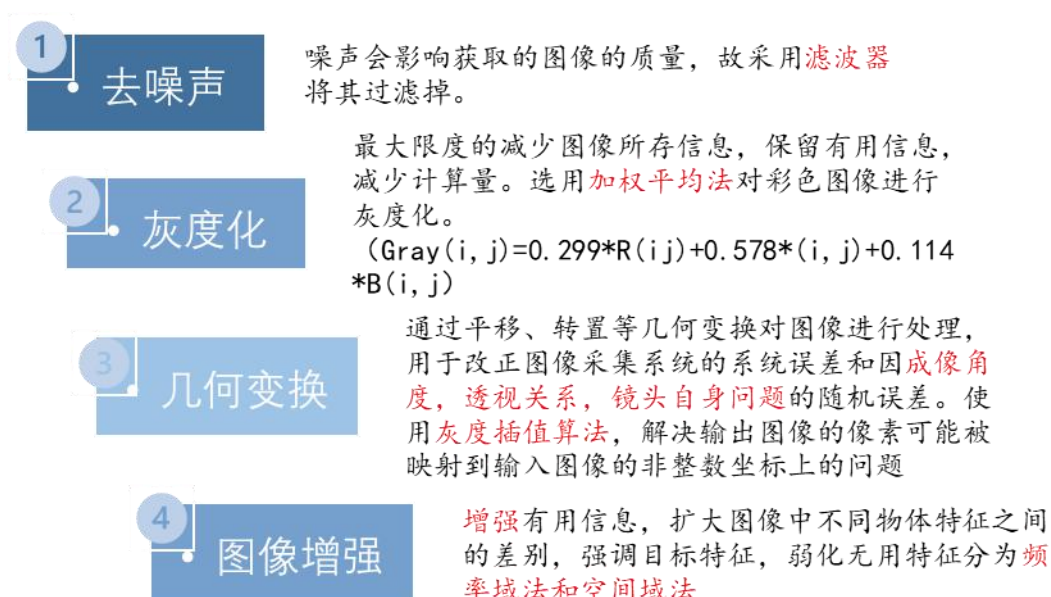 1
去噪声
噪声会影响获取的图像的质量，故采用滤波器
将其过滤掉。
2
灰度化
最大限度的减少图像所存信息，保留有用信息，
减少计算量。选用加权平均法对彩色图像进行
灰度化。
（Gray(i,j)=0.299*R(ij)+0.578*(i,j)+0.114
*B(i,j)
3
几何变换
通过平移、转置等几何变换对图像进行处理，
用于改正图像采集系统的系统误差和因成像角
度，透视关系，镜头自身问题的随机误差。使
用灰度插值算法，解决输出图像的像素可能被
映射到输入图像的非整数坐标上的问题
4
图像增强
增强有用信息，扩大图像中不同物体特征之间
的差别，强调目标特征，弱化无用特征分为频
率域法和空间域法